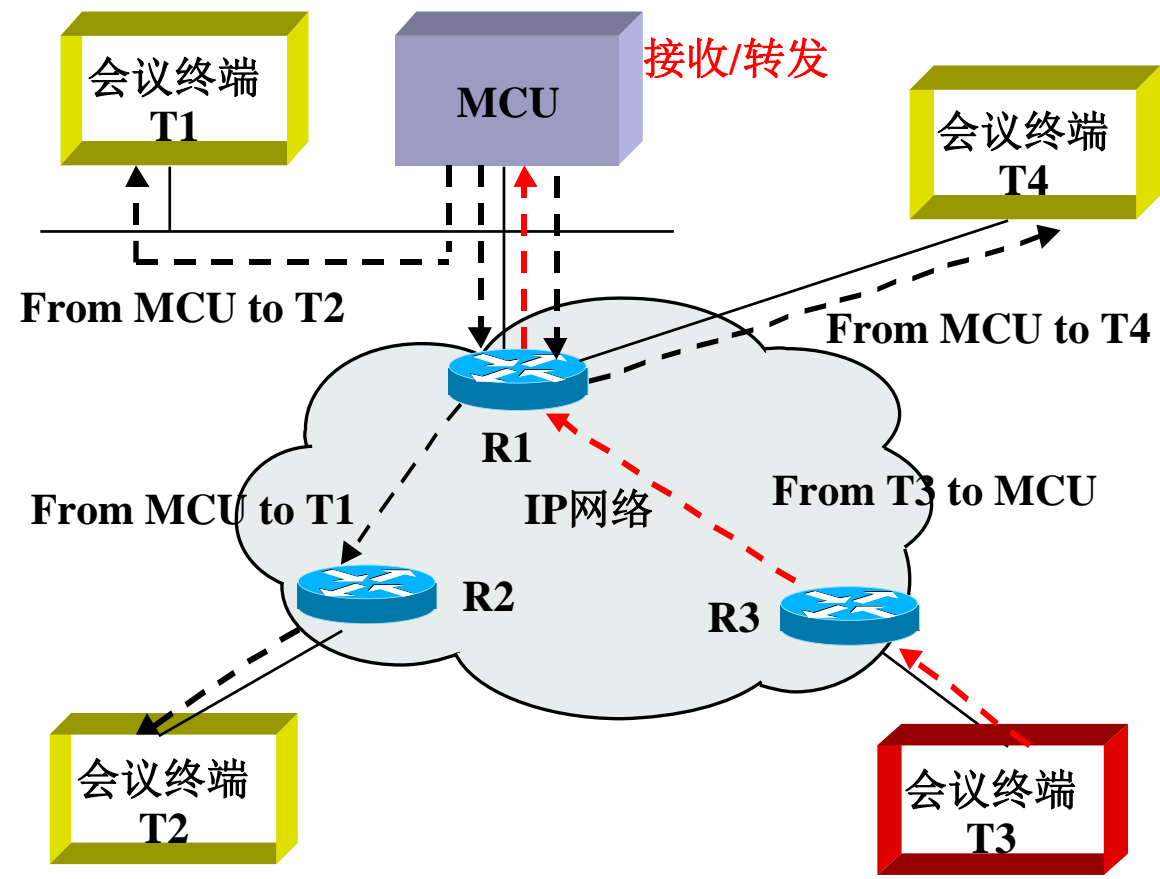 会议终端
T1
MCU
接收/转发
会议终端
T4
From MCU to T2
From MCU to T4
R1
From MCU to T1
IP网络
From T3 to MCU
R2
R3
会议终端
T2
会议终端
T3